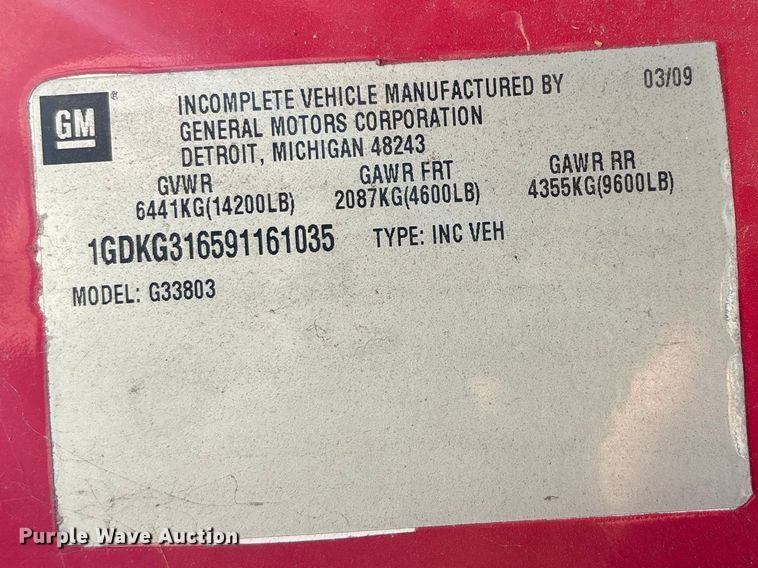 GM ®
INCOMPLETE VEHICLE MANUFACTURED BY 03/09
GENERAL MOTORS CORPORATION
DETROIT, MICHIGAN 48243
GVWR GAWR FRT GAWR RR
6441KG(14200LB) 2087KG(4600LB) 4355KG(9600LB)
1GDKG316591161035 TYPE: INC VEH
MODEL: G33803
Purple Wave Auction